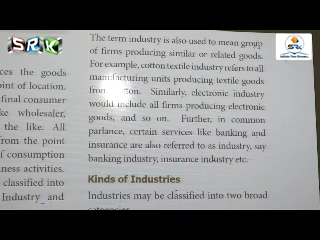 SRK
SRK
ces the goods
oint of location.
final consumer
ke wholesaler,
the like. All
rom the point
f consumption
iness activities.
classified into
Industry and
The term industry is also used to mean group
of firms producing similar or related goods.
For example, cotton textile industry refers to all
manufacturing units producing textile goods
from cotton. Similarly, electronic industry
would include all firms producing electronic
goods, and so on. Further, in common
parlance, certain services like banking and
insurance are also referred to as industry, say
banking industry, insurance industry etc.
Kinds of Industries
Industries may be classified into two broad
categories